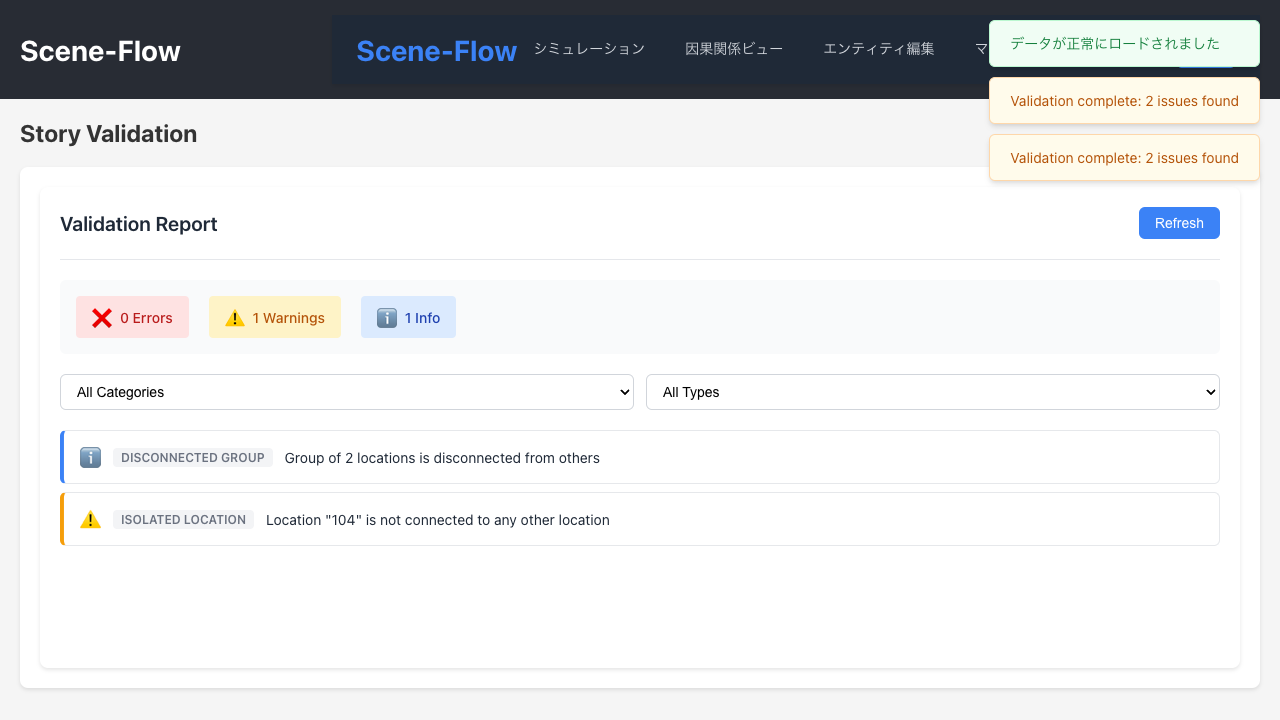 Scene-Flow
Scene-Flow
シミュレーション
因果関係ビュー
エンティティ編集
マ
データが正常にロードされました
Validation complete: 2 issues found
Validation complete: 2 issues found
Story Validation
Validation Report
Refresh
0 Errors
1 Warnings
1 Info
All Categories
All Types
DISCONNECTED GROUP Group of 2 locations is disconnected from others
ISOLATED LOCATION Location "104" is not connected to any other location